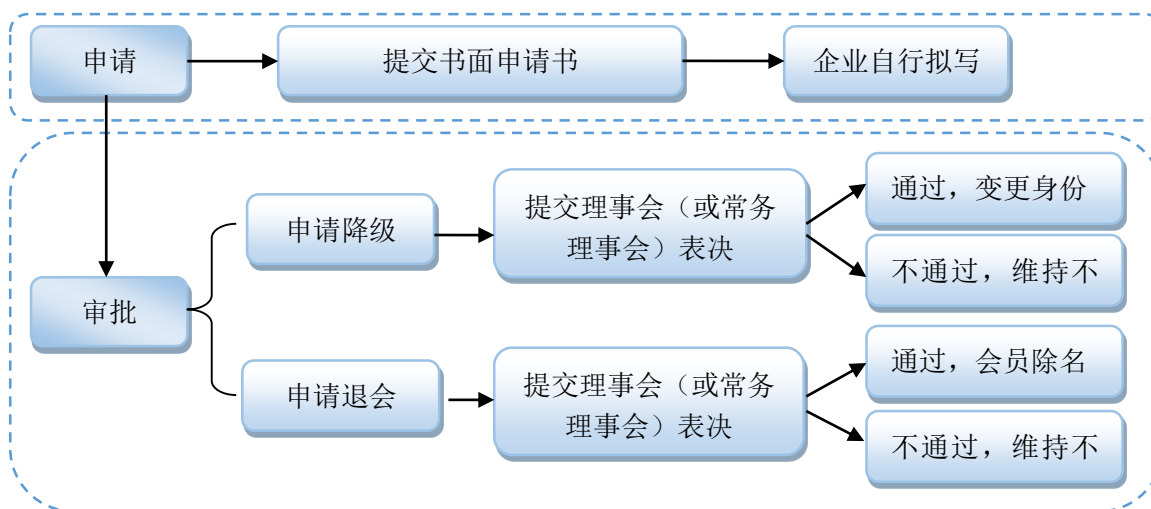 申请
提交书面申请书
企业自行拟写
审批
申请降级
提交理事会（或常务
理事会）表决
通过，变更身份
不通过，维持不
申请退会
提交理事会（或常务
理事会）表决
通过，会员除名
不通过，维持不